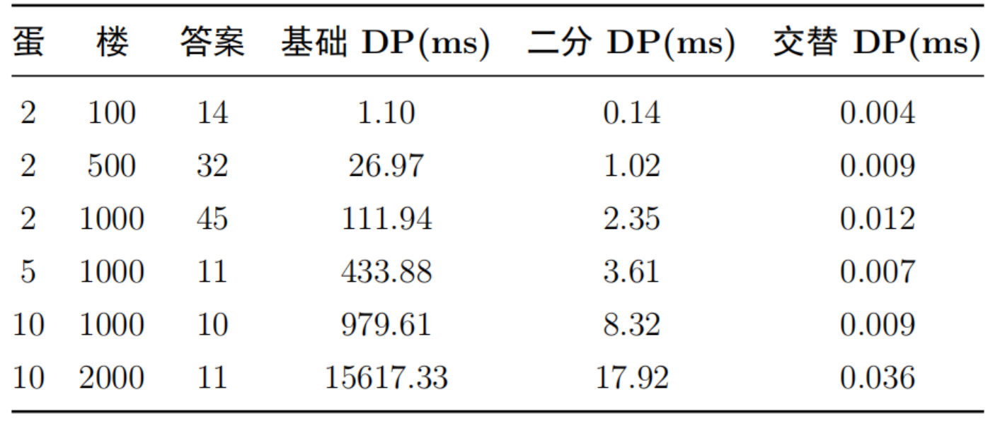 蛋 楼 答案 基础 DP(ms) 二分 DP(ms) 交替 DP(ms)
2 100 14 1.10 0.14 0.004
2 500 32 26.97 1.02 0.009
2 1000 45 111.94 2.35 0.012
5 1000 11 433.88 3.61 0.007
10 1000 10 979.61 8.32 0.009
10 2000 11 15617.33 17.92 0.036